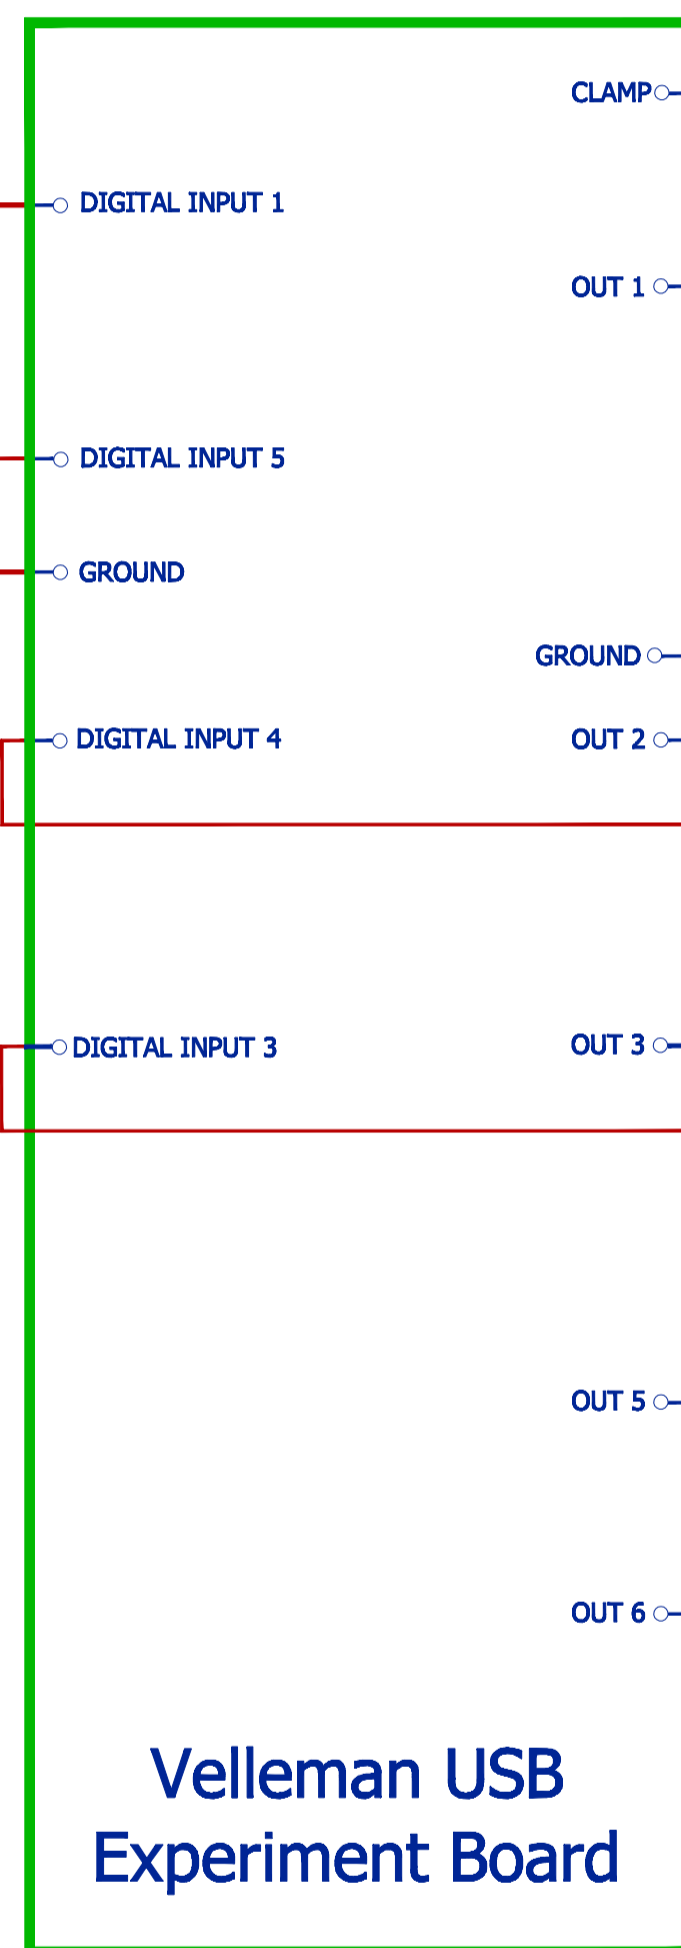 CLAMP
DIGITAL INPUT 1
OUT 1
DIGITAL INPUT 5
GROUND
GROUND
DIGITAL INPUT 4
OUT 2
DIGITAL INPUT 3
OUT 3
OUT 5
OUT 6
Velleman USB
Experiment Board